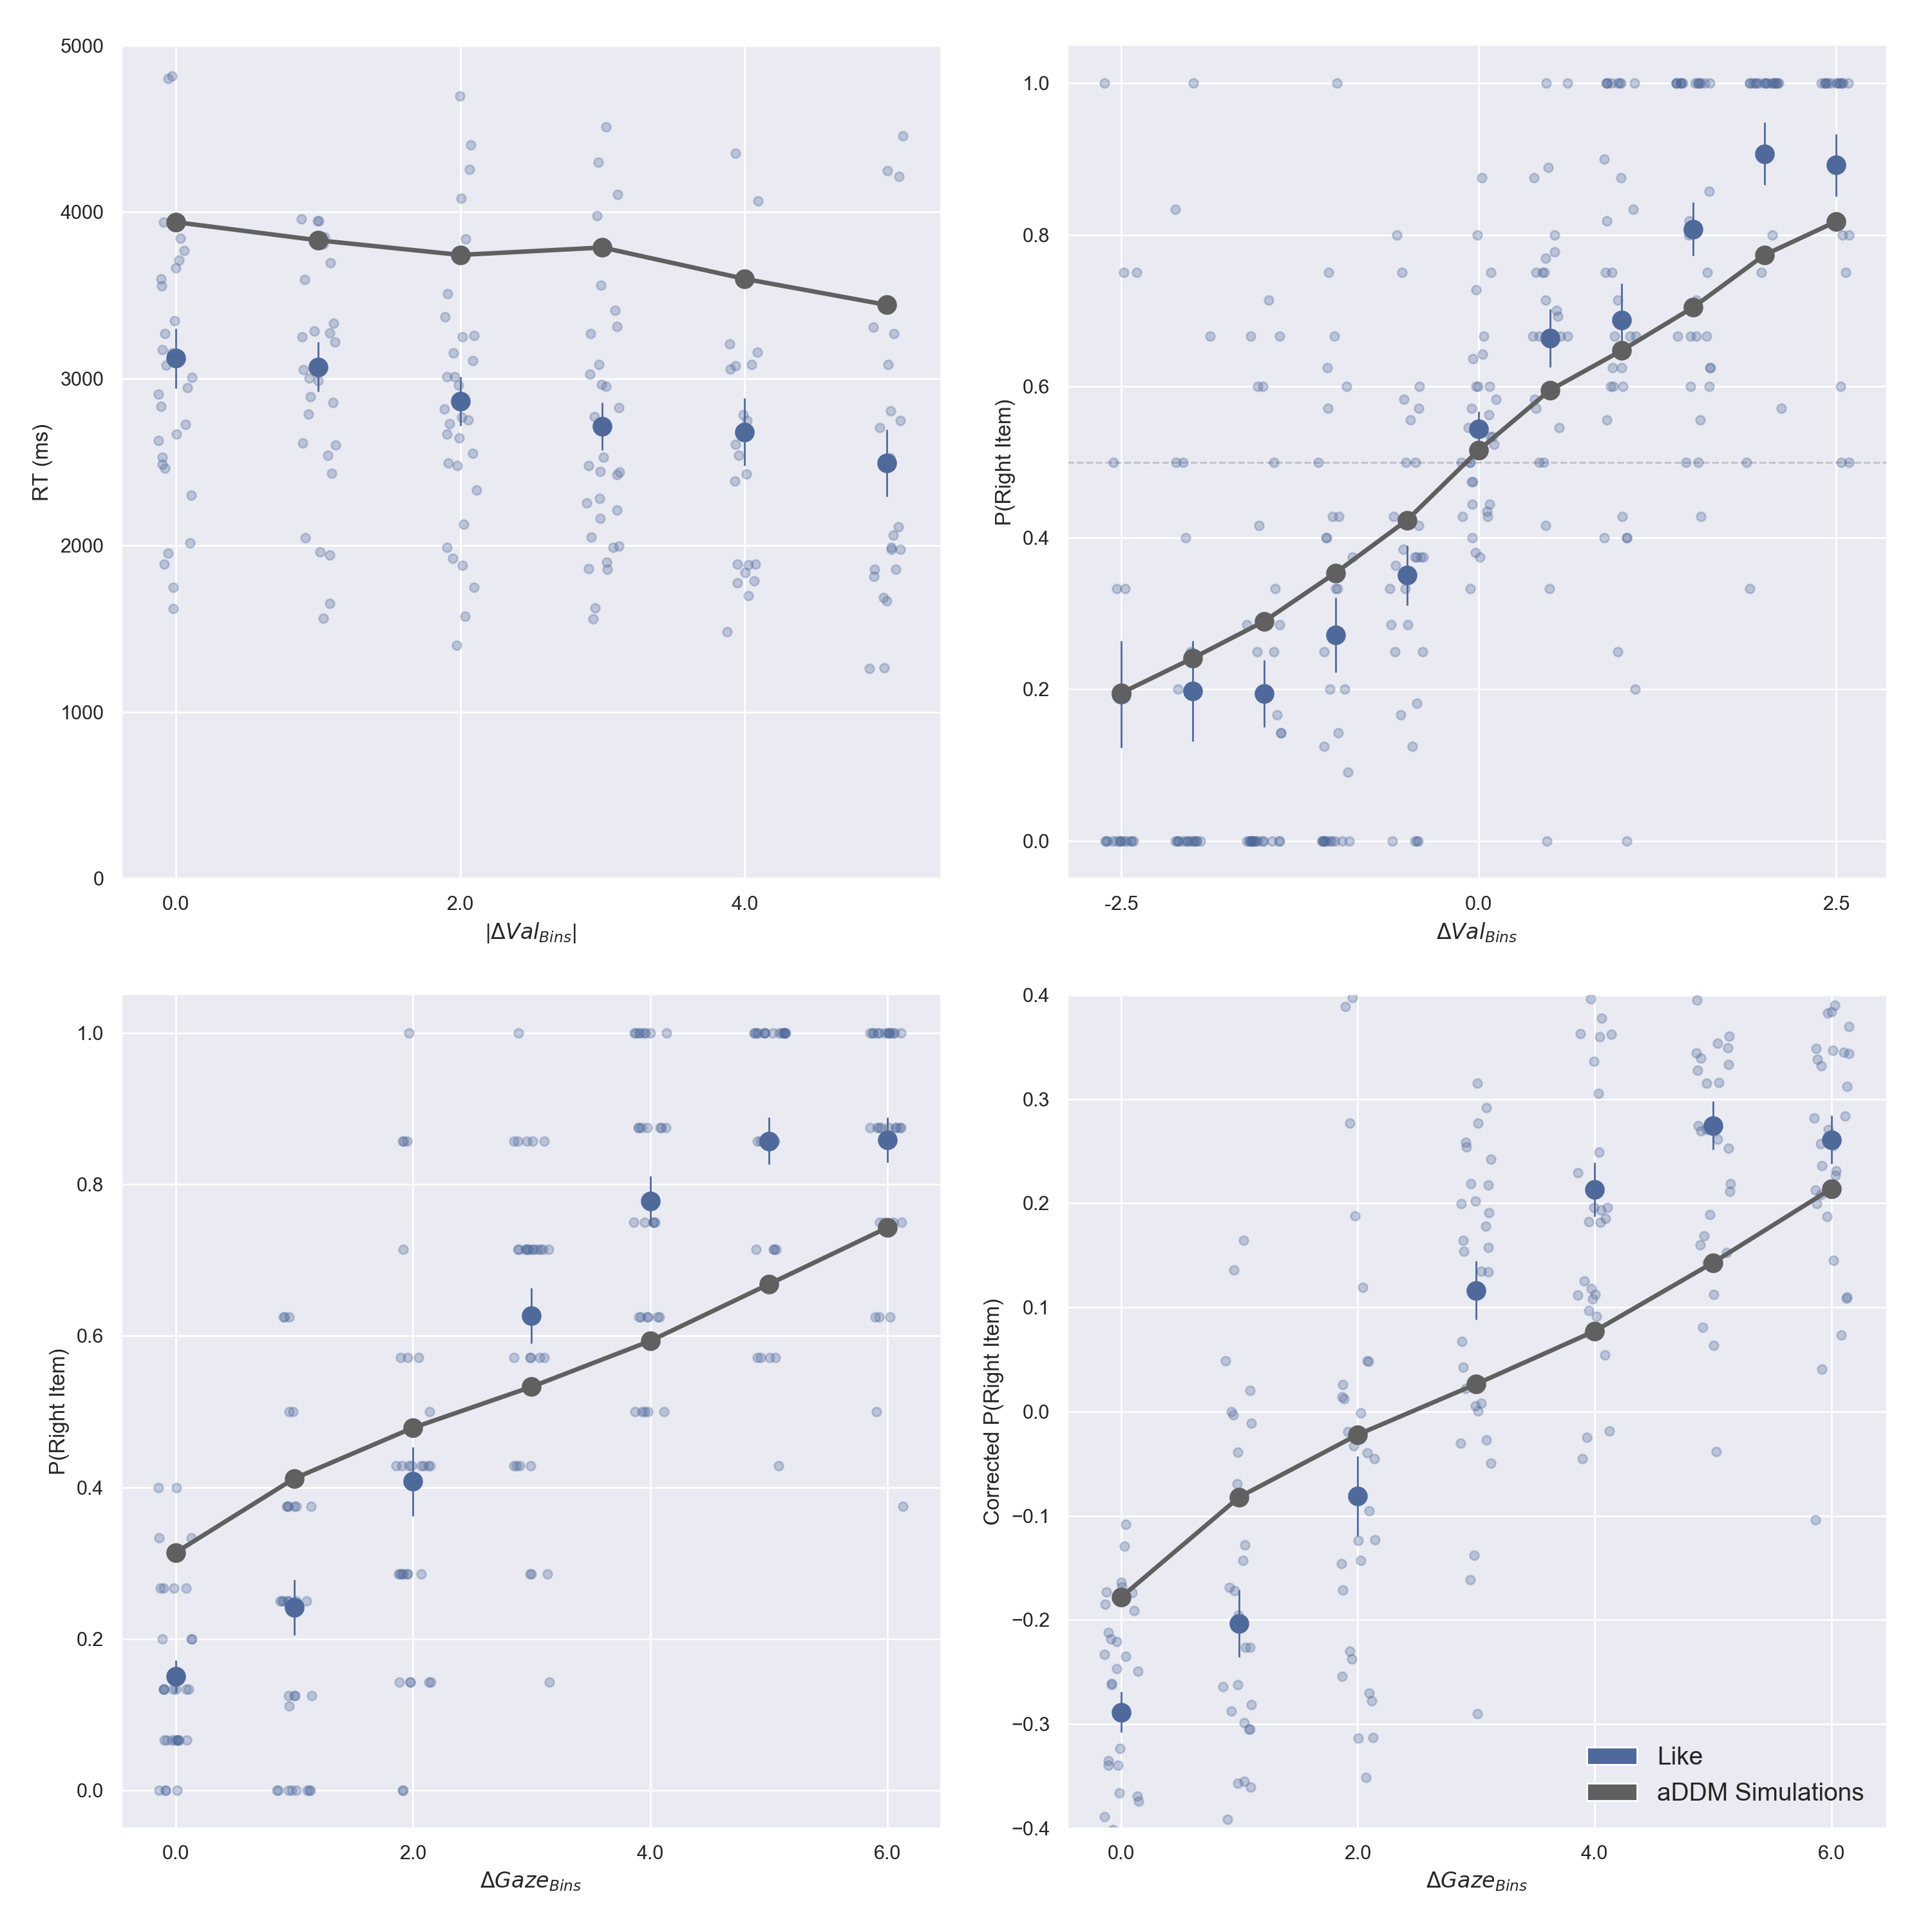 5000
4000
3000
2000
1000
0
RT (ms)
0.0 2.0 4.0
|ΔVal_Bins|
1.0
0.8
0.6
0.4
0.2
0.0
P(Right Item)
-2.5 0.0 2.5
ΔVal_Bins
1.0
0.8
0.6
0.4
0.2
0.0
P(Right Item)
0.0 2.0 4.0 6.0
ΔGaze_Bins
0.4
0.3
0.2
0.1
0.0
−0.1
−0.2
−0.3
−0.4
Corrected P(Right Item)
Like
aDDM Simulations
0.0 2.0 4.0 6.0
ΔGaze_Bins